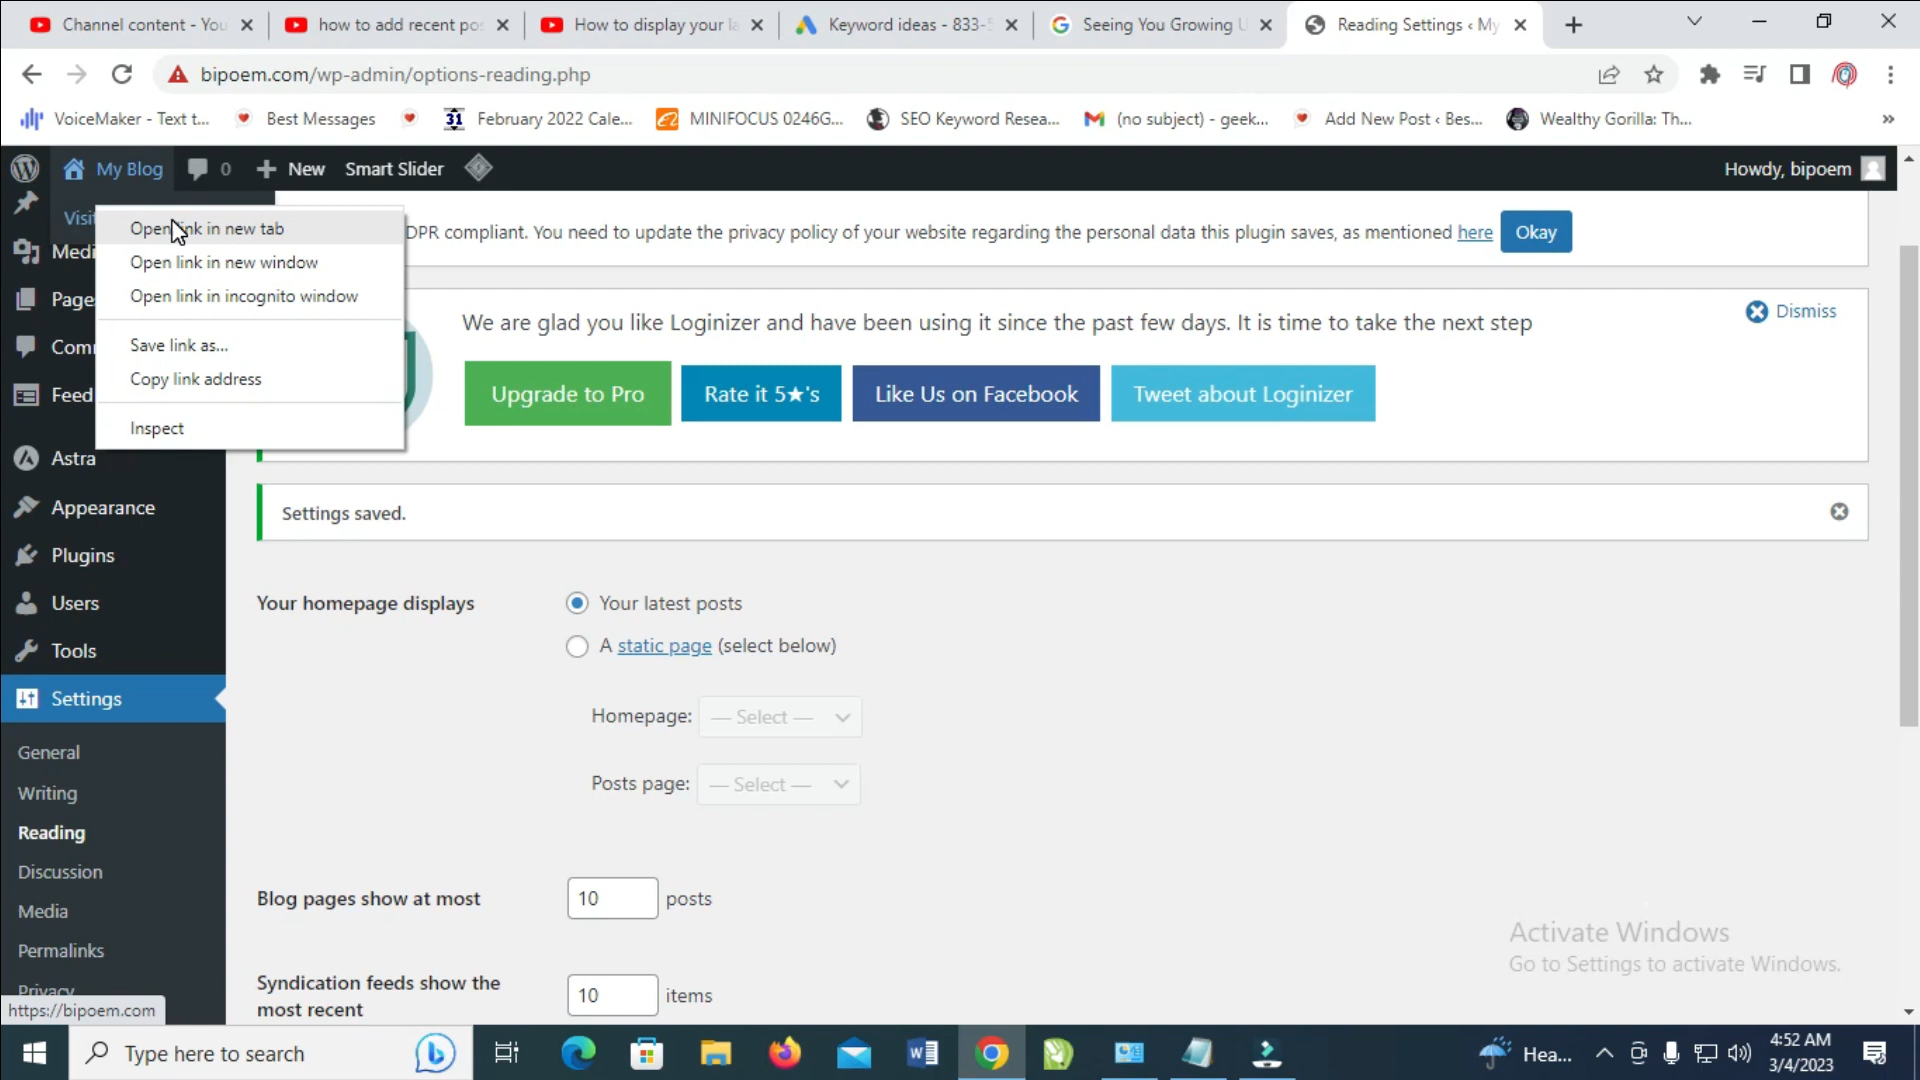 Channel content - You
how to add recent pos
How to display your la
Keyword ideas - 833-5
Seeing You Growing U
Reading Settings ‹ My
bipoem.com/wp-admin/options-reading.php
VoiceMaker - Text t...
Best Messages
31
February 2022 Cale...
MINIFOCUS 0246G...
SEO Keyword Resea...
(no subject) - geek...
Add New Post ‹ Bes...
Wealthy Gorilla: Th...
»
My Blog
0
New
Smart Slider
Howdy, bipoem
Visit
Open link in new tab
Open link in new window
Open link in incognito window
Save link as...
Copy link address
Inspect
DPR compliant. You need to update the privacy policy of your website regarding the personal data this plugin saves, as mentioned here
Okay
We are glad you like Loginizer and have been using it since the past few days. It is time to take the next step
Dismiss
Upgrade to Pro
Rate it 5★'s
Like Us on Facebook
Tweet about Loginizer
Settings saved.
Medi
Pages
Comm
Feed
Astra
Appearance
Plugins
Users
Tools
Settings
General
Writing
Reading
Discussion
Media
Permalinks
Privacy
https://bipoem.com
Your homepage displays
Your latest posts
A static page (select below)
Homepage:
— Select —
Posts page:
— Select —
Blog pages show at most
10
posts
Syndication feeds show the
most recent
10
items
Activate Windows
Go to Settings to activate Windows.
Type here to search
Hea...
4:52 AM
3/4/2023